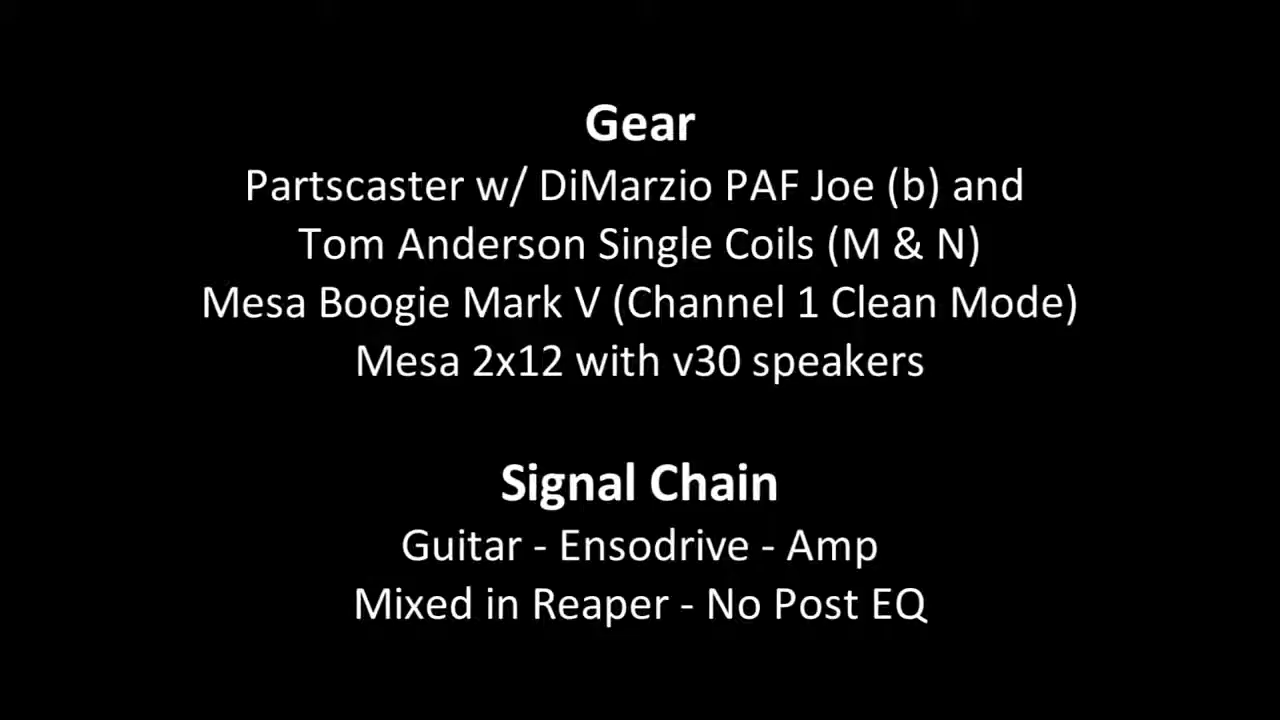 Gear
Partscaster w/ DiMarzio PAF Joe (b) and
Tom Anderson Single Coils (M & N)
Mesa Boogie Mark V (Channel 1 Clean Mode)
Mesa 2x12 with v30 speakers
Signal Chain
Guitar - Ensodrive - Amp
Mixed in Reaper - No Post EQ